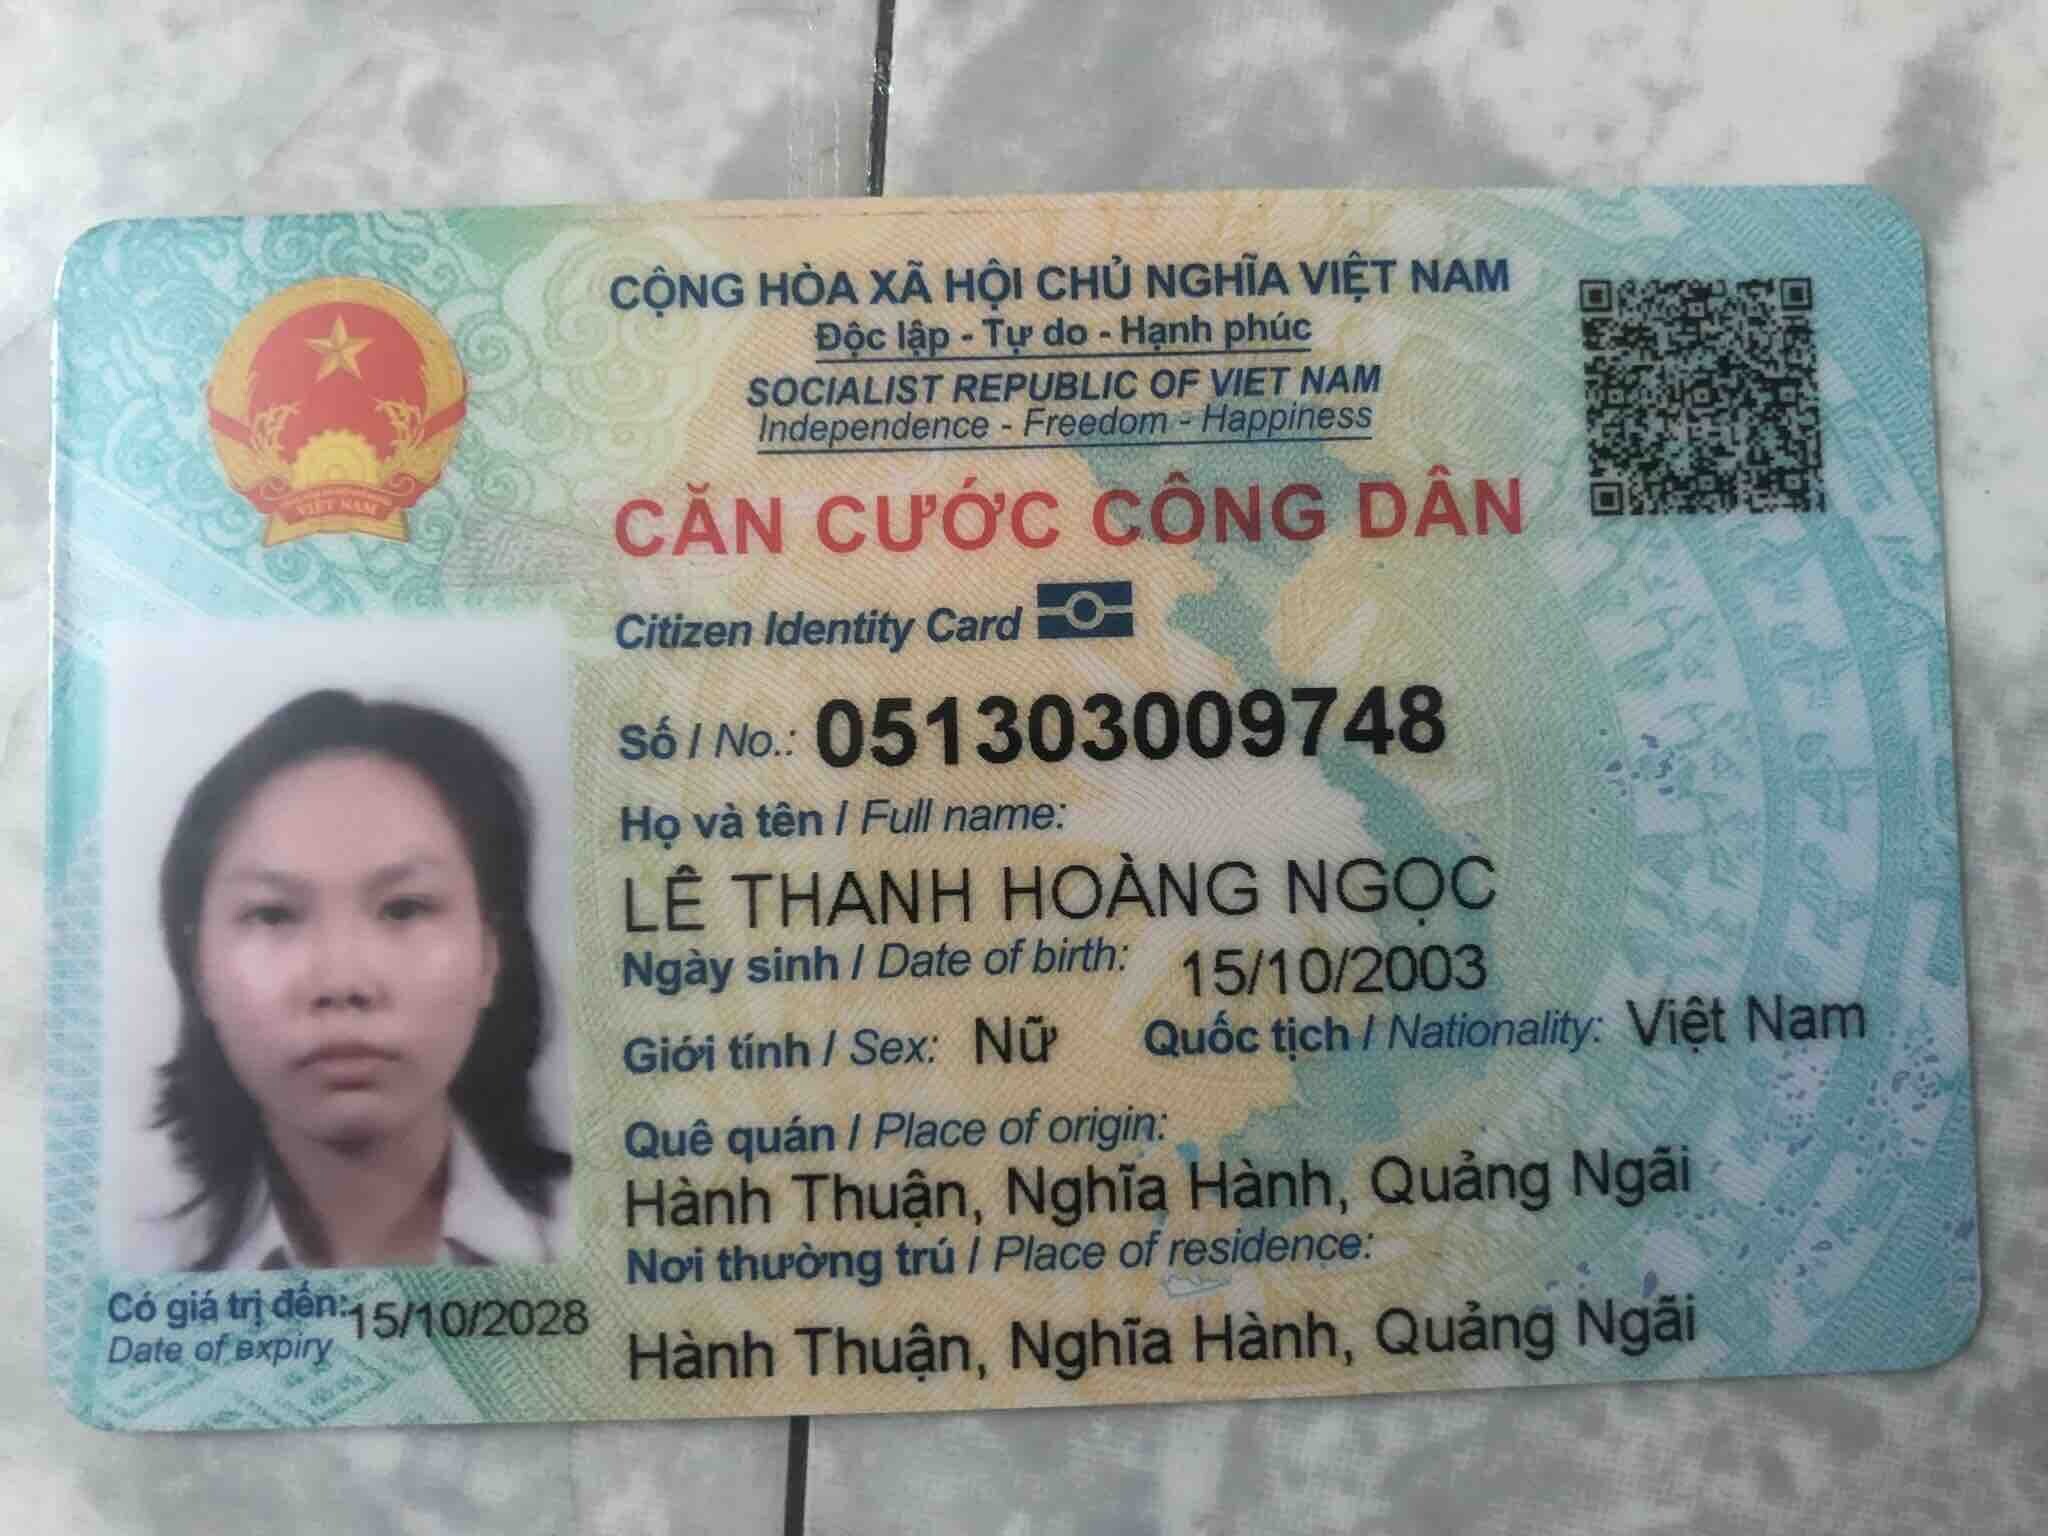 CỘNG HÒA XÃ HỘI CHỦ NGHĨA VIỆT NAM
Độc lập - Tự do - Hạnh phúc
SOCIALIST REPUBLIC OF VIET NAM
Independence - Freedom - Happiness
CĂN CƯỚC CÔNG DÂN
Citizen Identity Card
VIỆT NAM
Số / No.: 051303009748
Họ và tên / Full name:
LÊ THANH HOÀNG NGỌC
Ngày sinh / Date of birth: 15/10/2003
Giới tính / Sex: Nữ Quốc tịch / Nationality: Việt Nam
Quê quán / Place of origin:
Hành Thuận, Nghĩa Hành, Quảng Ngãi
Nơi thường trú / Place of residence:
Hành Thuận, Nghĩa Hành, Quảng Ngãi
Có giá trị đến: 15/10/2028
Date of expiry